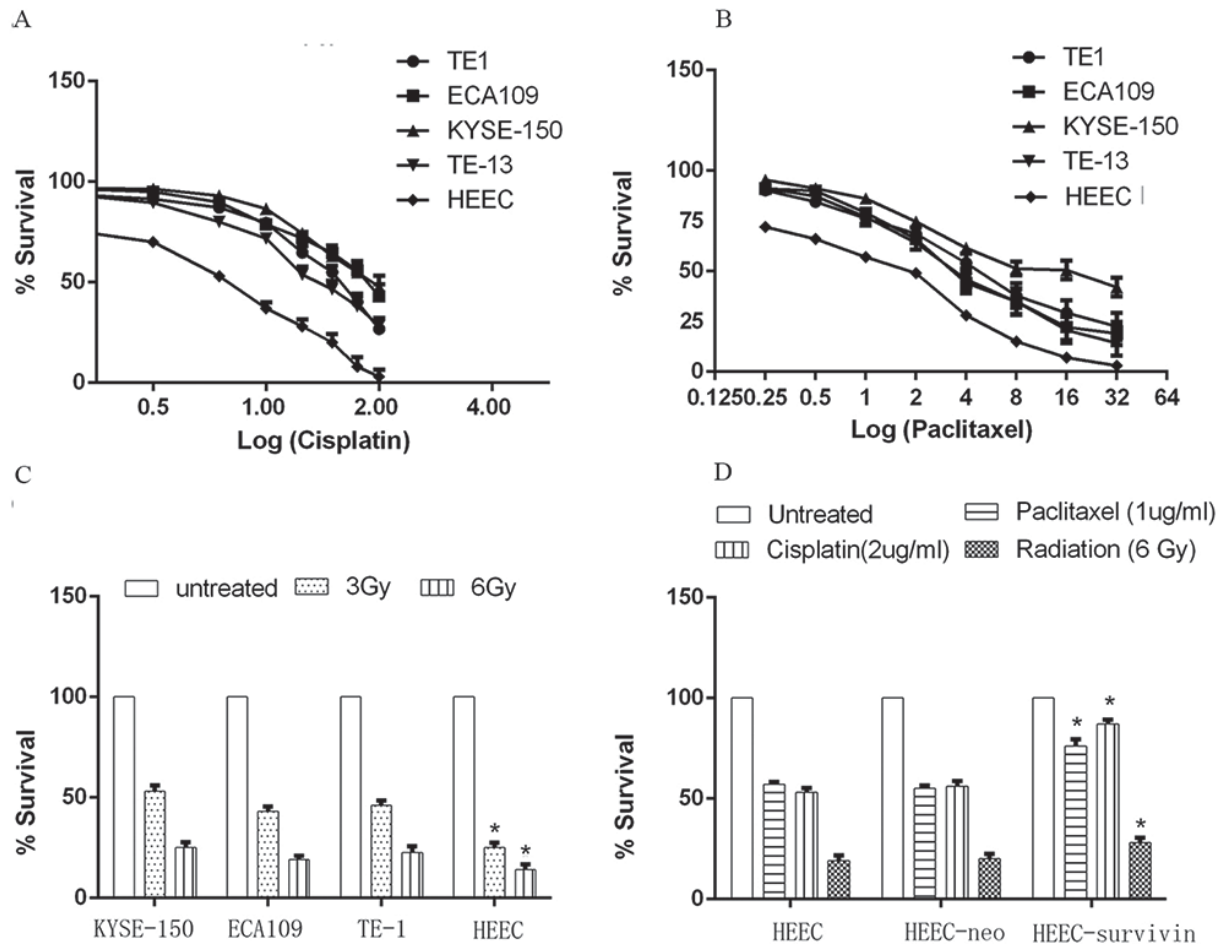 A
TE1
ECA109
KYSE-150
TE-13
HEEC
150
100
50
0
% Survival
0.5 1.00 2.00 4.00
Log (Cisplatin)
B
TE1
ECA109
KYSE-150
TE-13
HEEC
150
100
75
50
25
0
% Survival
0.125 0.25 0.5 1 2 4 8 16 32 64
Log (Paclitaxel)
C
untreated 3Gy 6Gy
150
100
50
0
% Survival
KYSE-150 ECA109 TE-1 HEEC
* *
D
Untreated Paclitaxel (1ug/ml)
Cisplatin(2ug/ml) Radiation (6 Gy)
150
100
50
0
% Survival
* * *
HEEC HEEC-neo HEEC-survivin